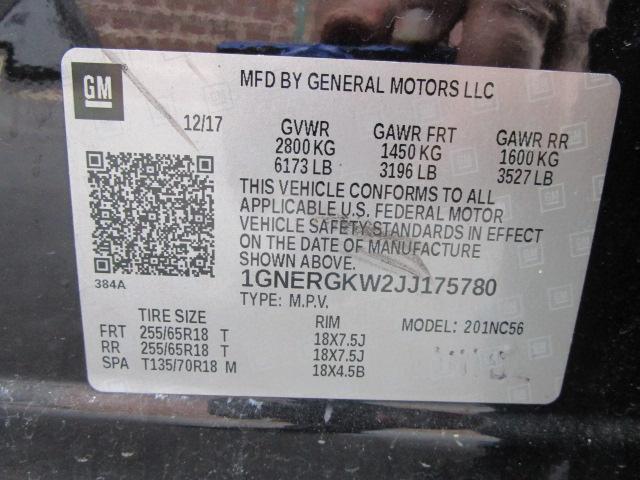 GM
MFD BY GENERAL MOTORS LLC
12/17
GVWR GAWR FRT GAWR RR
2800 KG 1450 KG 1600 KG
6173 LB 3196 LB 3527 LB
THIS VEHICLE CONFORMS TO ALL
APPLICABLE U.S. FEDERAL MOTOR
VEHICLE SAFETY STANDARDS IN EFFECT
ON THE DATE OF MANUFACTURE
SHOWN ABOVE.
384A
1GNERGKW2JJ175780
TYPE: M.P.V.
TIRE SIZE RIM MODEL: 201NC56
FRT 255/65R18 T 18X7.5J
RR 255/65R18 T 18X7.5J
SPA T135/70R18 M 18X4.5B